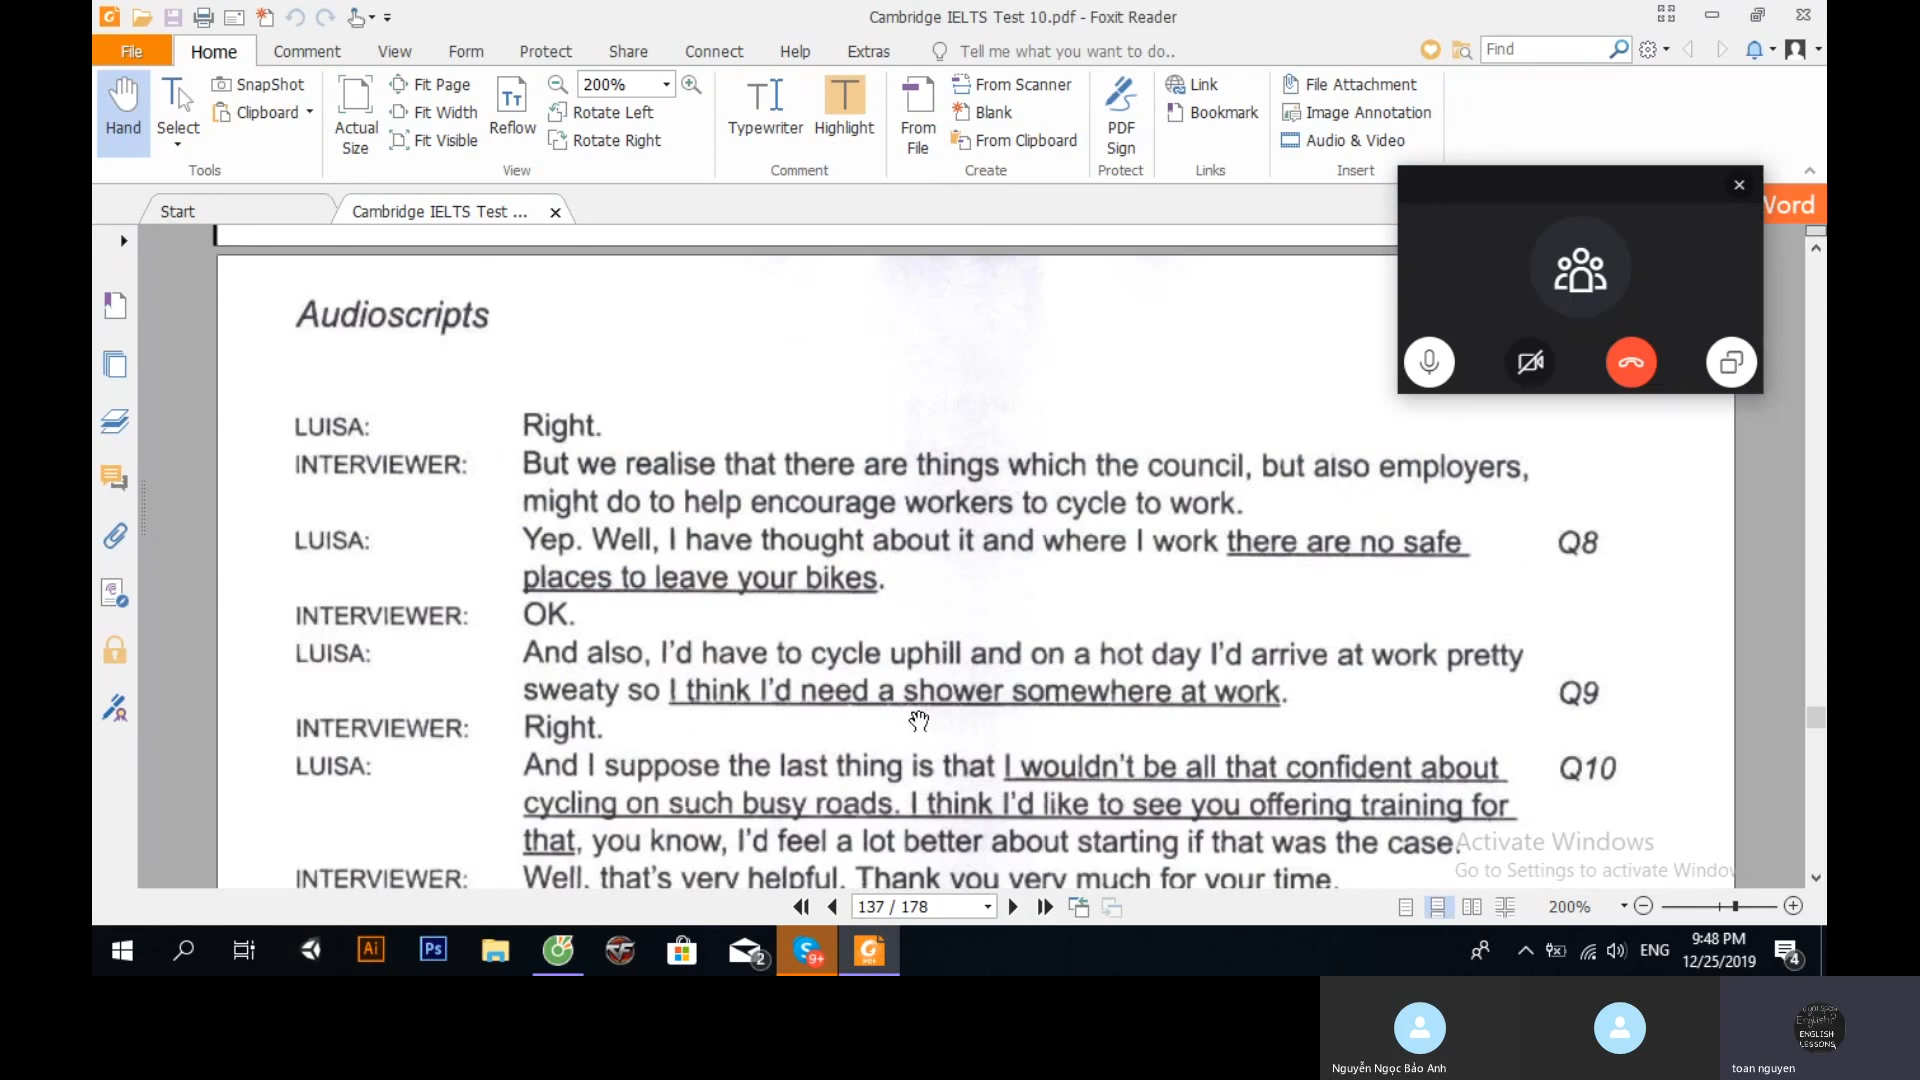 Cambridge IELTS Test 10.pdf - Foxit Reader
File Home Comment View Form Protect Share Connect Help Extras Tell me what you want to do.. Find
Hand
Select
SnapShot
Clipboard
Tools
Actual Size
Fit Page
Fit Width
Fit Visible
Reflow
200%
Rotate Left
Rotate Right
View
Typewriter
Highlight
Comment
From File
From Scanner
Blank
From Clipboard
Create
PDF Sign
Protect
Link
Bookmark
Links
File Attachment
Image Annotation
Audio & Video
Insert
Start
Cambridge IELTS Test ...
Word
Audioscripts
LUISA: Right.
INTERVIEWER: But we realise that there are things which the council, but also employers,
might do to help encourage workers to cycle to work.
LUISA: Yep. Well, I have thought about it and where I work there are no safe Q8
places to leave your bikes.
INTERVIEWER: OK.
LUISA: And also, I'd have to cycle uphill and on a hot day I'd arrive at work pretty
sweaty so I think I'd need a shower somewhere at work. Q9
INTERVIEWER: Right.
LUISA: And I suppose the last thing is that I wouldn't be all that confident about Q10
cycling on such busy roads. I think I'd like to see you offering training for
that, you know, I'd feel a lot better about starting if that was the case.
INTERVIEWER: Well, that's very helpful. Thank you very much for your time.
Activate Windows
Go to Settings to activate Window
137 / 178
200%
Ai
Ps
2
9+
ENG
9:48 PM
12/25/2019
4
Nguyễn Ngọc Bảo Anh
English
ENGLISH
LESSONS
toan nguyen